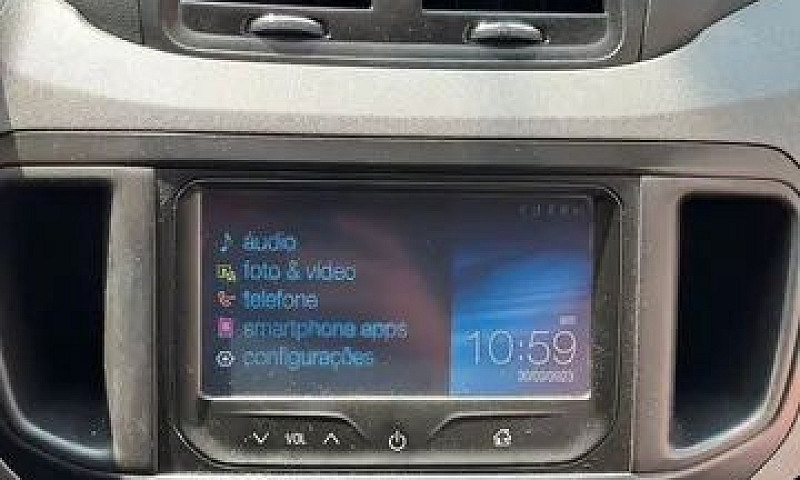 áudio
foto & vídeo
telefone
smartphone apps
configurações
10:59
VOL